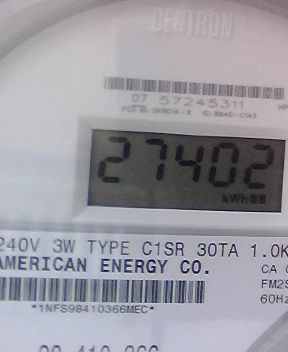 CENTRON
07 57245311
27402
kWh
240V 3W TYPE C1SR 30TA 1.0K
AMERICAN ENERGY CO.
CA
FM2S
60Hz
*1NFS98410366MEC*